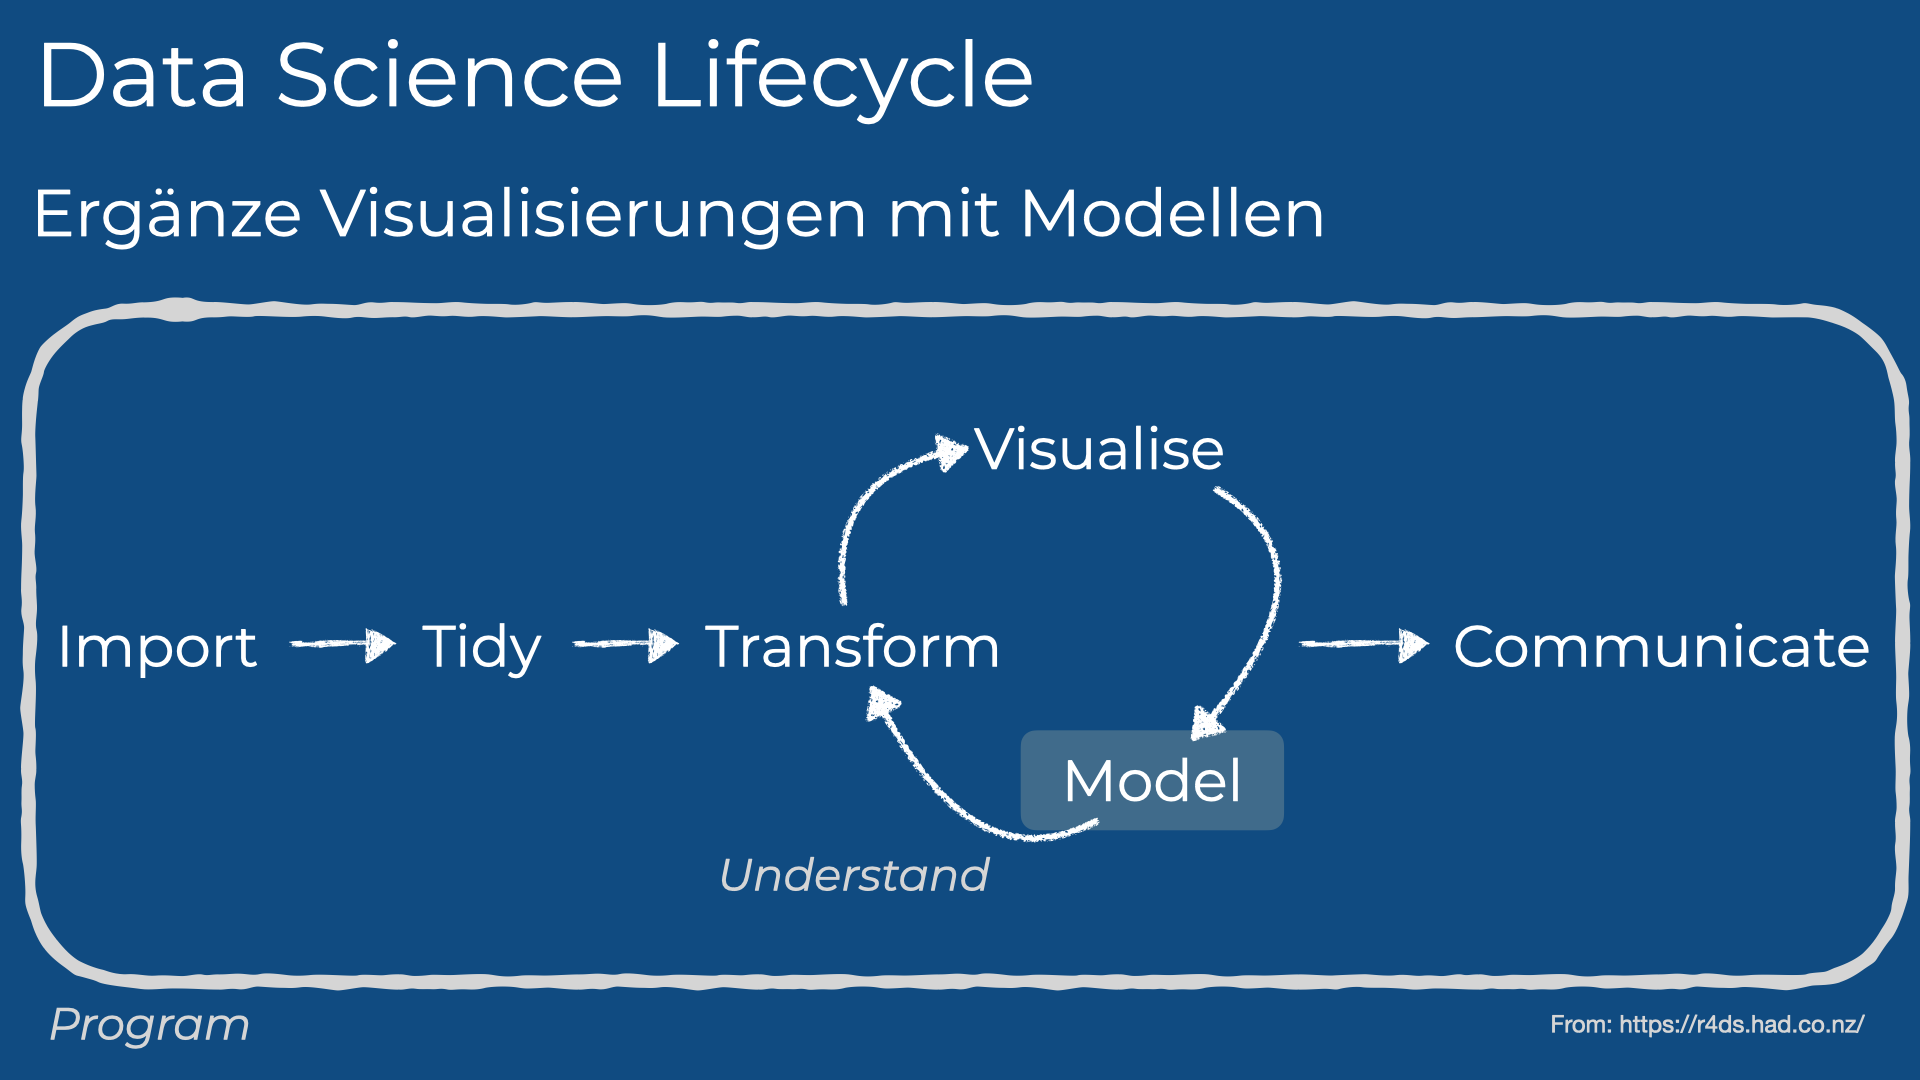 Data Science Lifecycle
Ergänze Visualisierungen mit Modellen
Visualise
Import
Tidy
Transform
Communicate
Model
Understand
Program
From: https://r4ds.had.co.nz/